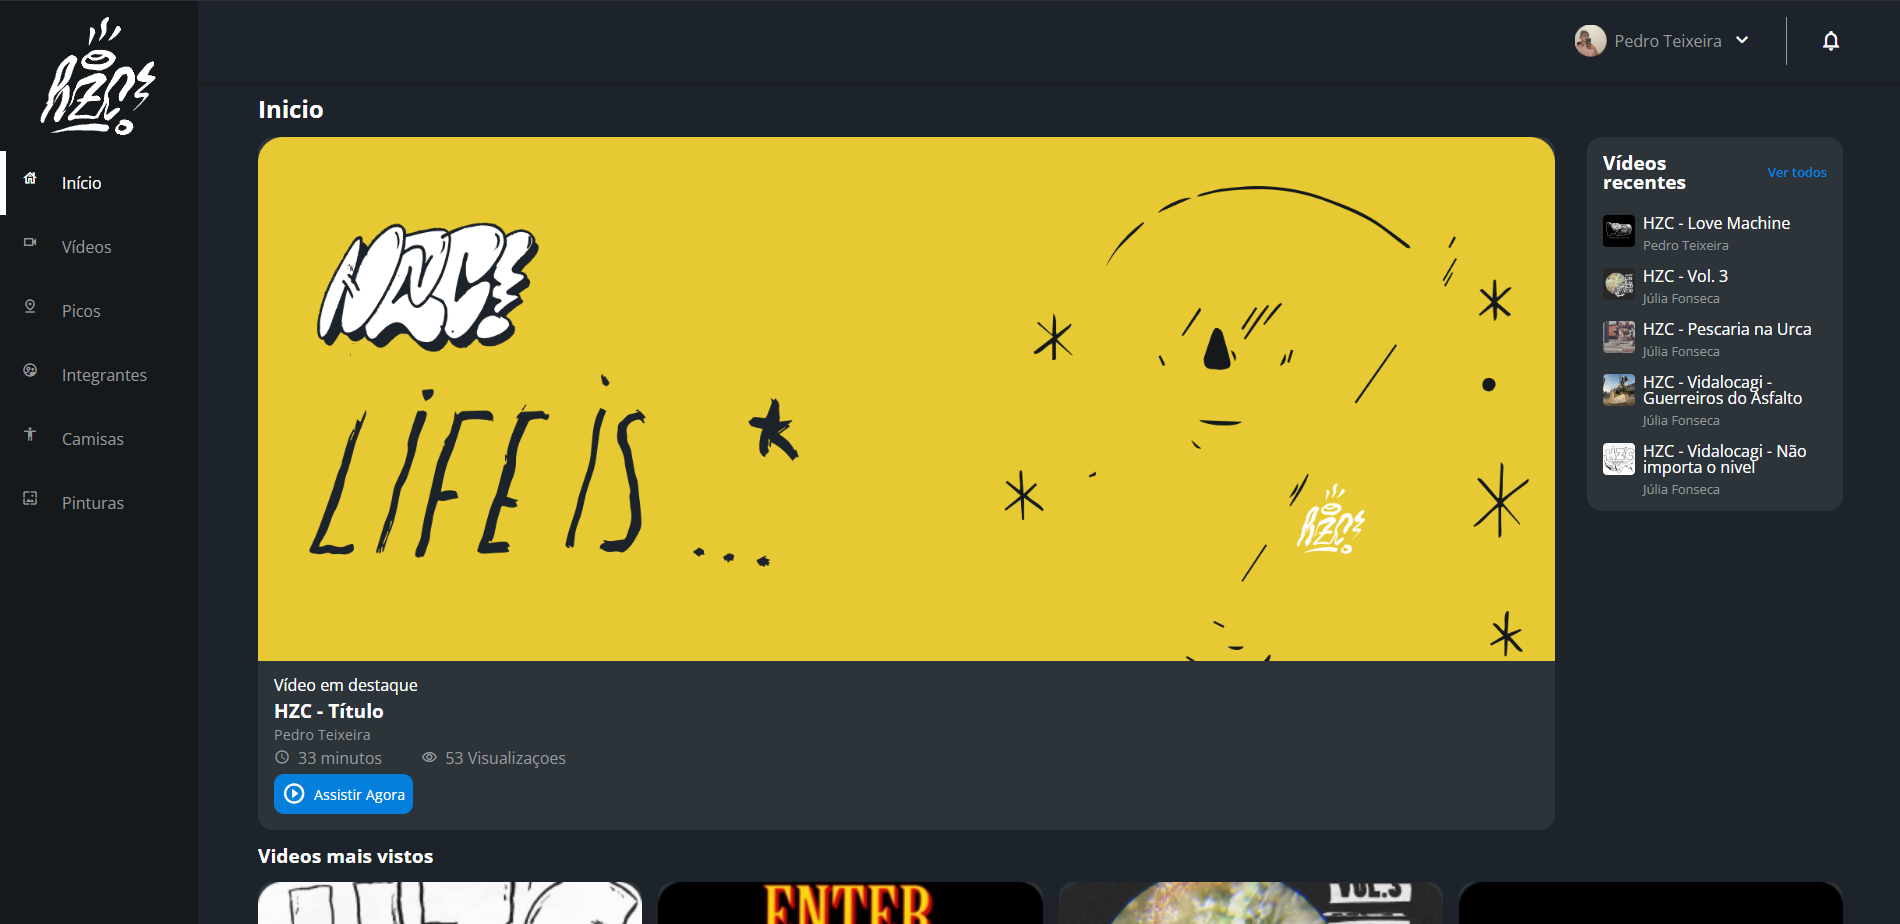 HZC!
Pedro Teixeira
Início
Vídeos
Picos
Integrantes
Camisas
Pinturas
Inicio
HZC!
LIFE IS ...
HZC!
Vídeo em destaque
HZC - Título
Pedro Teixeira
33 minutos
53 Visualizaçoes
Assistir Agora
Vídeos
recentes
Ver todos
HZC - Love Machine
Pedro Teixeira
HZC - Vol. 3
Júlia Fonseca
HZC - Pescaria na Urca
Júlia Fonseca
HZC - Vidalocagi -
Guerreiros do Asfalto
Júlia Fonseca
HZC - Vidalocagi - Não
importa o nivel
Júlia Fonseca
Videos mais vistos
ENTER
VOL.3